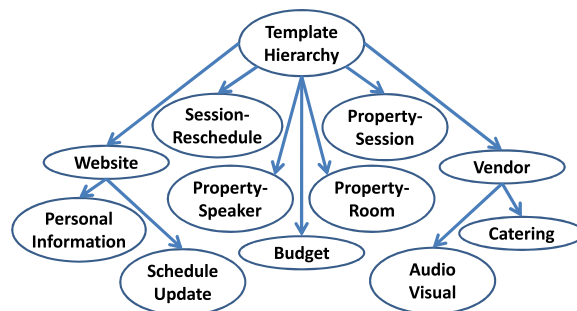 Template
Hierarchy
Session-
Reschedule
Property-
Session
Website
Vendor
Property-
Speaker
Property-
Room
Personal
Information
Catering
Budget
Schedule
Update
Audio
Visual